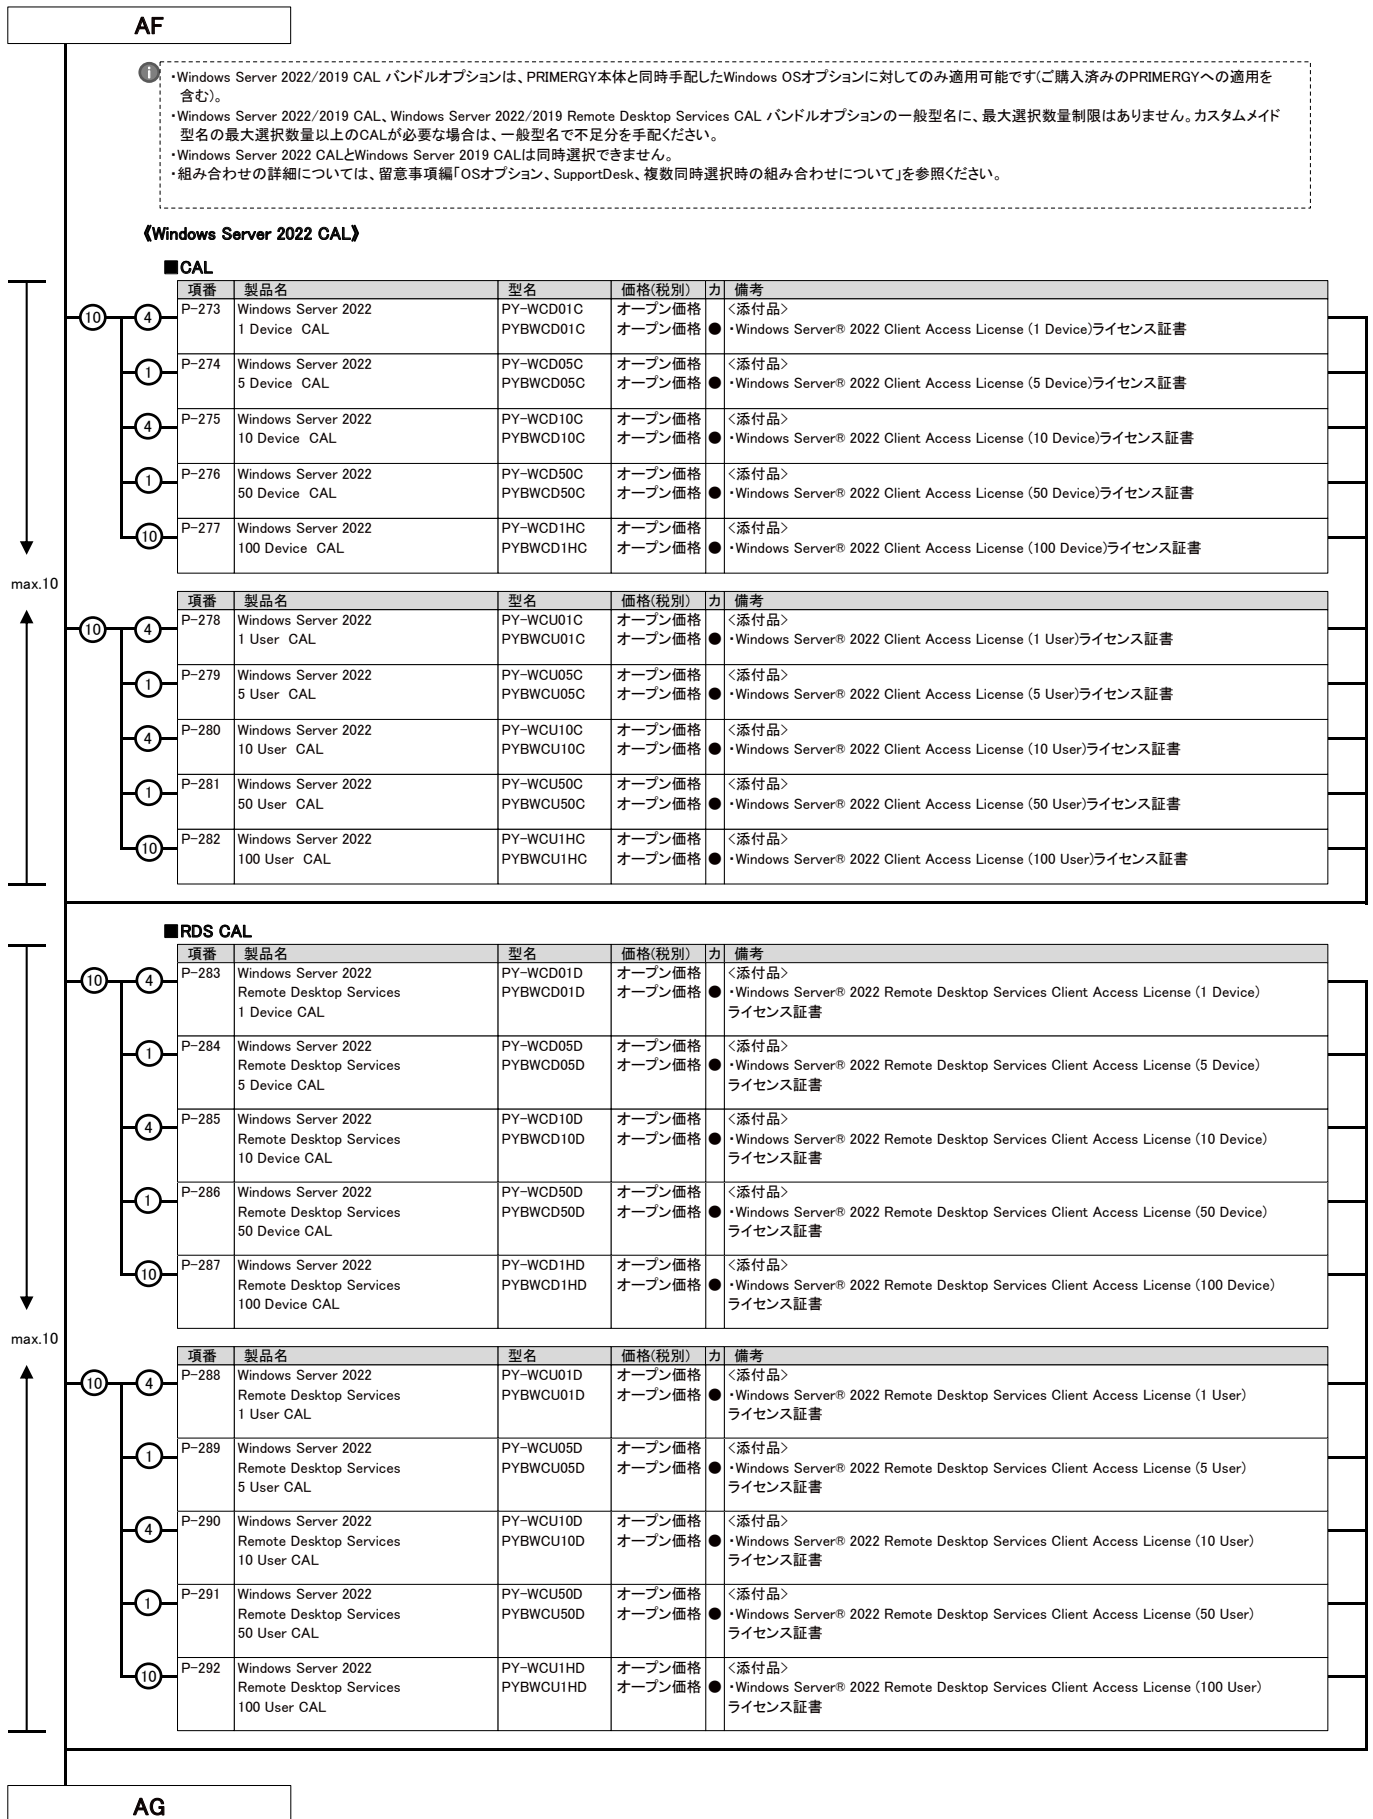 AF
・Windows Server 2022/2019 CAL バンドルオプションは、PRIMERGY本体と同時手配したWindows OSオプションに対してのみ適用可能です(ご購入済みのPRIMERGYへの適用を
含む)。
・Windows Server 2022/2019 CAL、Windows Server 2022/2019 Remote Desktop Services CAL バンドルオプションの一般型名に、最大選択数量制限はありません。カスタムメイド
型名の最大選択数量以上のCALが必要な場合は、一般型名で不足分を手配ください。
・Windows Server 2022 CALとWindows Server 2019 CALは同時選択できません。
・組み合わせの詳細については、留意事項編「OSオプション、SupportDesk、複数同時選択時の組み合わせについて」を参照ください。
《Windows Server 2022 CAL》
■CAL
項番 製品名 型名 価格(税別) カ 備考
10 4 P-273 Windows Server 2022 PY-WCD01C オープン価格 <添付品>
1 Device CAL PYBWCD01C オープン価格 ● ・Windows Server® 2022 Client Access License (1 Device)ライセンス証書
1 P-274 Windows Server 2022 PY-WCD05C オープン価格 <添付品>
5 Device CAL PYBWCD05C オープン価格 ● ・Windows Server® 2022 Client Access License (5 Device)ライセンス証書
4 P-275 Windows Server 2022 PY-WCD10C オープン価格 <添付品>
10 Device CAL PYBWCD10C オープン価格 ● ・Windows Server® 2022 Client Access License (10 Device)ライセンス証書
1 P-276 Windows Server 2022 PY-WCD50C オープン価格 <添付品>
50 Device CAL PYBWCD50C オープン価格 ● ・Windows Server® 2022 Client Access License (50 Device)ライセンス証書
10 P-277 Windows Server 2022 PY-WCD1HC オープン価格 <添付品>
100 Device CAL PYBWCD1HC オープン価格 ● ・Windows Server® 2022 Client Access License (100 Device)ライセンス証書
max.10
項番 製品名 型名 価格(税別) カ 備考
10 4 P-278 Windows Server 2022 PY-WCU01C オープン価格 <添付品>
1 User CAL PYBWCU01C オープン価格 ● ・Windows Server® 2022 Client Access License (1 User)ライセンス証書
1 P-279 Windows Server 2022 PY-WCU05C オープン価格 <添付品>
5 User CAL PYBWCU05C オープン価格 ● ・Windows Server® 2022 Client Access License (5 User)ライセンス証書
4 P-280 Windows Server 2022 PY-WCU10C オープン価格 <添付品>
10 User CAL PYBWCU10C オープン価格 ● ・Windows Server® 2022 Client Access License (10 User)ライセンス証書
1 P-281 Windows Server 2022 PY-WCU50C オープン価格 <添付品>
50 User CAL PYBWCU50C オープン価格 ● ・Windows Server® 2022 Client Access License (50 User)ライセンス証書
10 P-282 Windows Server 2022 PY-WCU1HC オープン価格 <添付品>
100 User CAL PYBWCU1HC オープン価格 ● ・Windows Server® 2022 Client Access License (100 User)ライセンス証書
■RDS CAL
項番 製品名 型名 価格(税別) カ 備考
10 4 P-283 Windows Server 2022 PY-WCD01D オープン価格 <添付品>
Remote Desktop Services PYBWCD01D オープン価格 ● ・Windows Server® 2022 Remote Desktop Services Client Access License (1 Device)
1 Device CAL ライセンス証書
1 P-284 Windows Server 2022 PY-WCD05D オープン価格 <添付品>
Remote Desktop Services PYBWCD05D オープン価格 ● ・Windows Server® 2022 Remote Desktop Services Client Access License (5 Device)
5 Device CAL ライセンス証書
4 P-285 Windows Server 2022 PY-WCD10D オープン価格 <添付品>
Remote Desktop Services PYBWCD10D オープン価格 ● ・Windows Server® 2022 Remote Desktop Services Client Access License (10 Device)
10 Device CAL ライセンス証書
1 P-286 Windows Server 2022 PY-WCD50D オープン価格 <添付品>
Remote Desktop Services PYBWCD50D オープン価格 ● ・Windows Server® 2022 Remote Desktop Services Client Access License (50 Device)
50 Device CAL ライセンス証書
10 P-287 Windows Server 2022 PY-WCD1HD オープン価格 <添付品>
Remote Desktop Services PYBWCD1HD オープン価格 ● ・Windows Server® 2022 Remote Desktop Services Client Access License (100 Device)
100 Device CAL ライセンス証書
max.10
項番 製品名 型名 価格(税別) カ 備考
10 4 P-288 Windows Server 2022 PY-WCU01D オープン価格 <添付品>
Remote Desktop Services PYBWCU01D オープン価格 ● ・Windows Server® 2022 Remote Desktop Services Client Access License (1 User)
1 User CAL ライセンス証書
1 P-289 Windows Server 2022 PY-WCU05D オープン価格 <添付品>
Remote Desktop Services PYBWCU05D オープン価格 ● ・Windows Server® 2022 Remote Desktop Services Client Access License (5 User)
5 User CAL ライセンス証書
4 P-290 Windows Server 2022 PY-WCU10D オープン価格 <添付品>
Remote Desktop Services PYBWCU10D オープン価格 ● ・Windows Server® 2022 Remote Desktop Services Client Access License (10 User)
10 User CAL ライセンス証書
1 P-291 Windows Server 2022 PY-WCU50D オープン価格 <添付品>
Remote Desktop Services PYBWCU50D オープン価格 ● ・Windows Server® 2022 Remote Desktop Services Client Access License (50 User)
50 User CAL ライセンス証書
10 P-292 Windows Server 2022 PY-WCU1HD オープン価格 <添付品>
Remote Desktop Services PYBWCU1HD オープン価格 ● ・Windows Server® 2022 Remote Desktop Services Client Access License (100 User)
100 User CAL ライセンス証書
AG